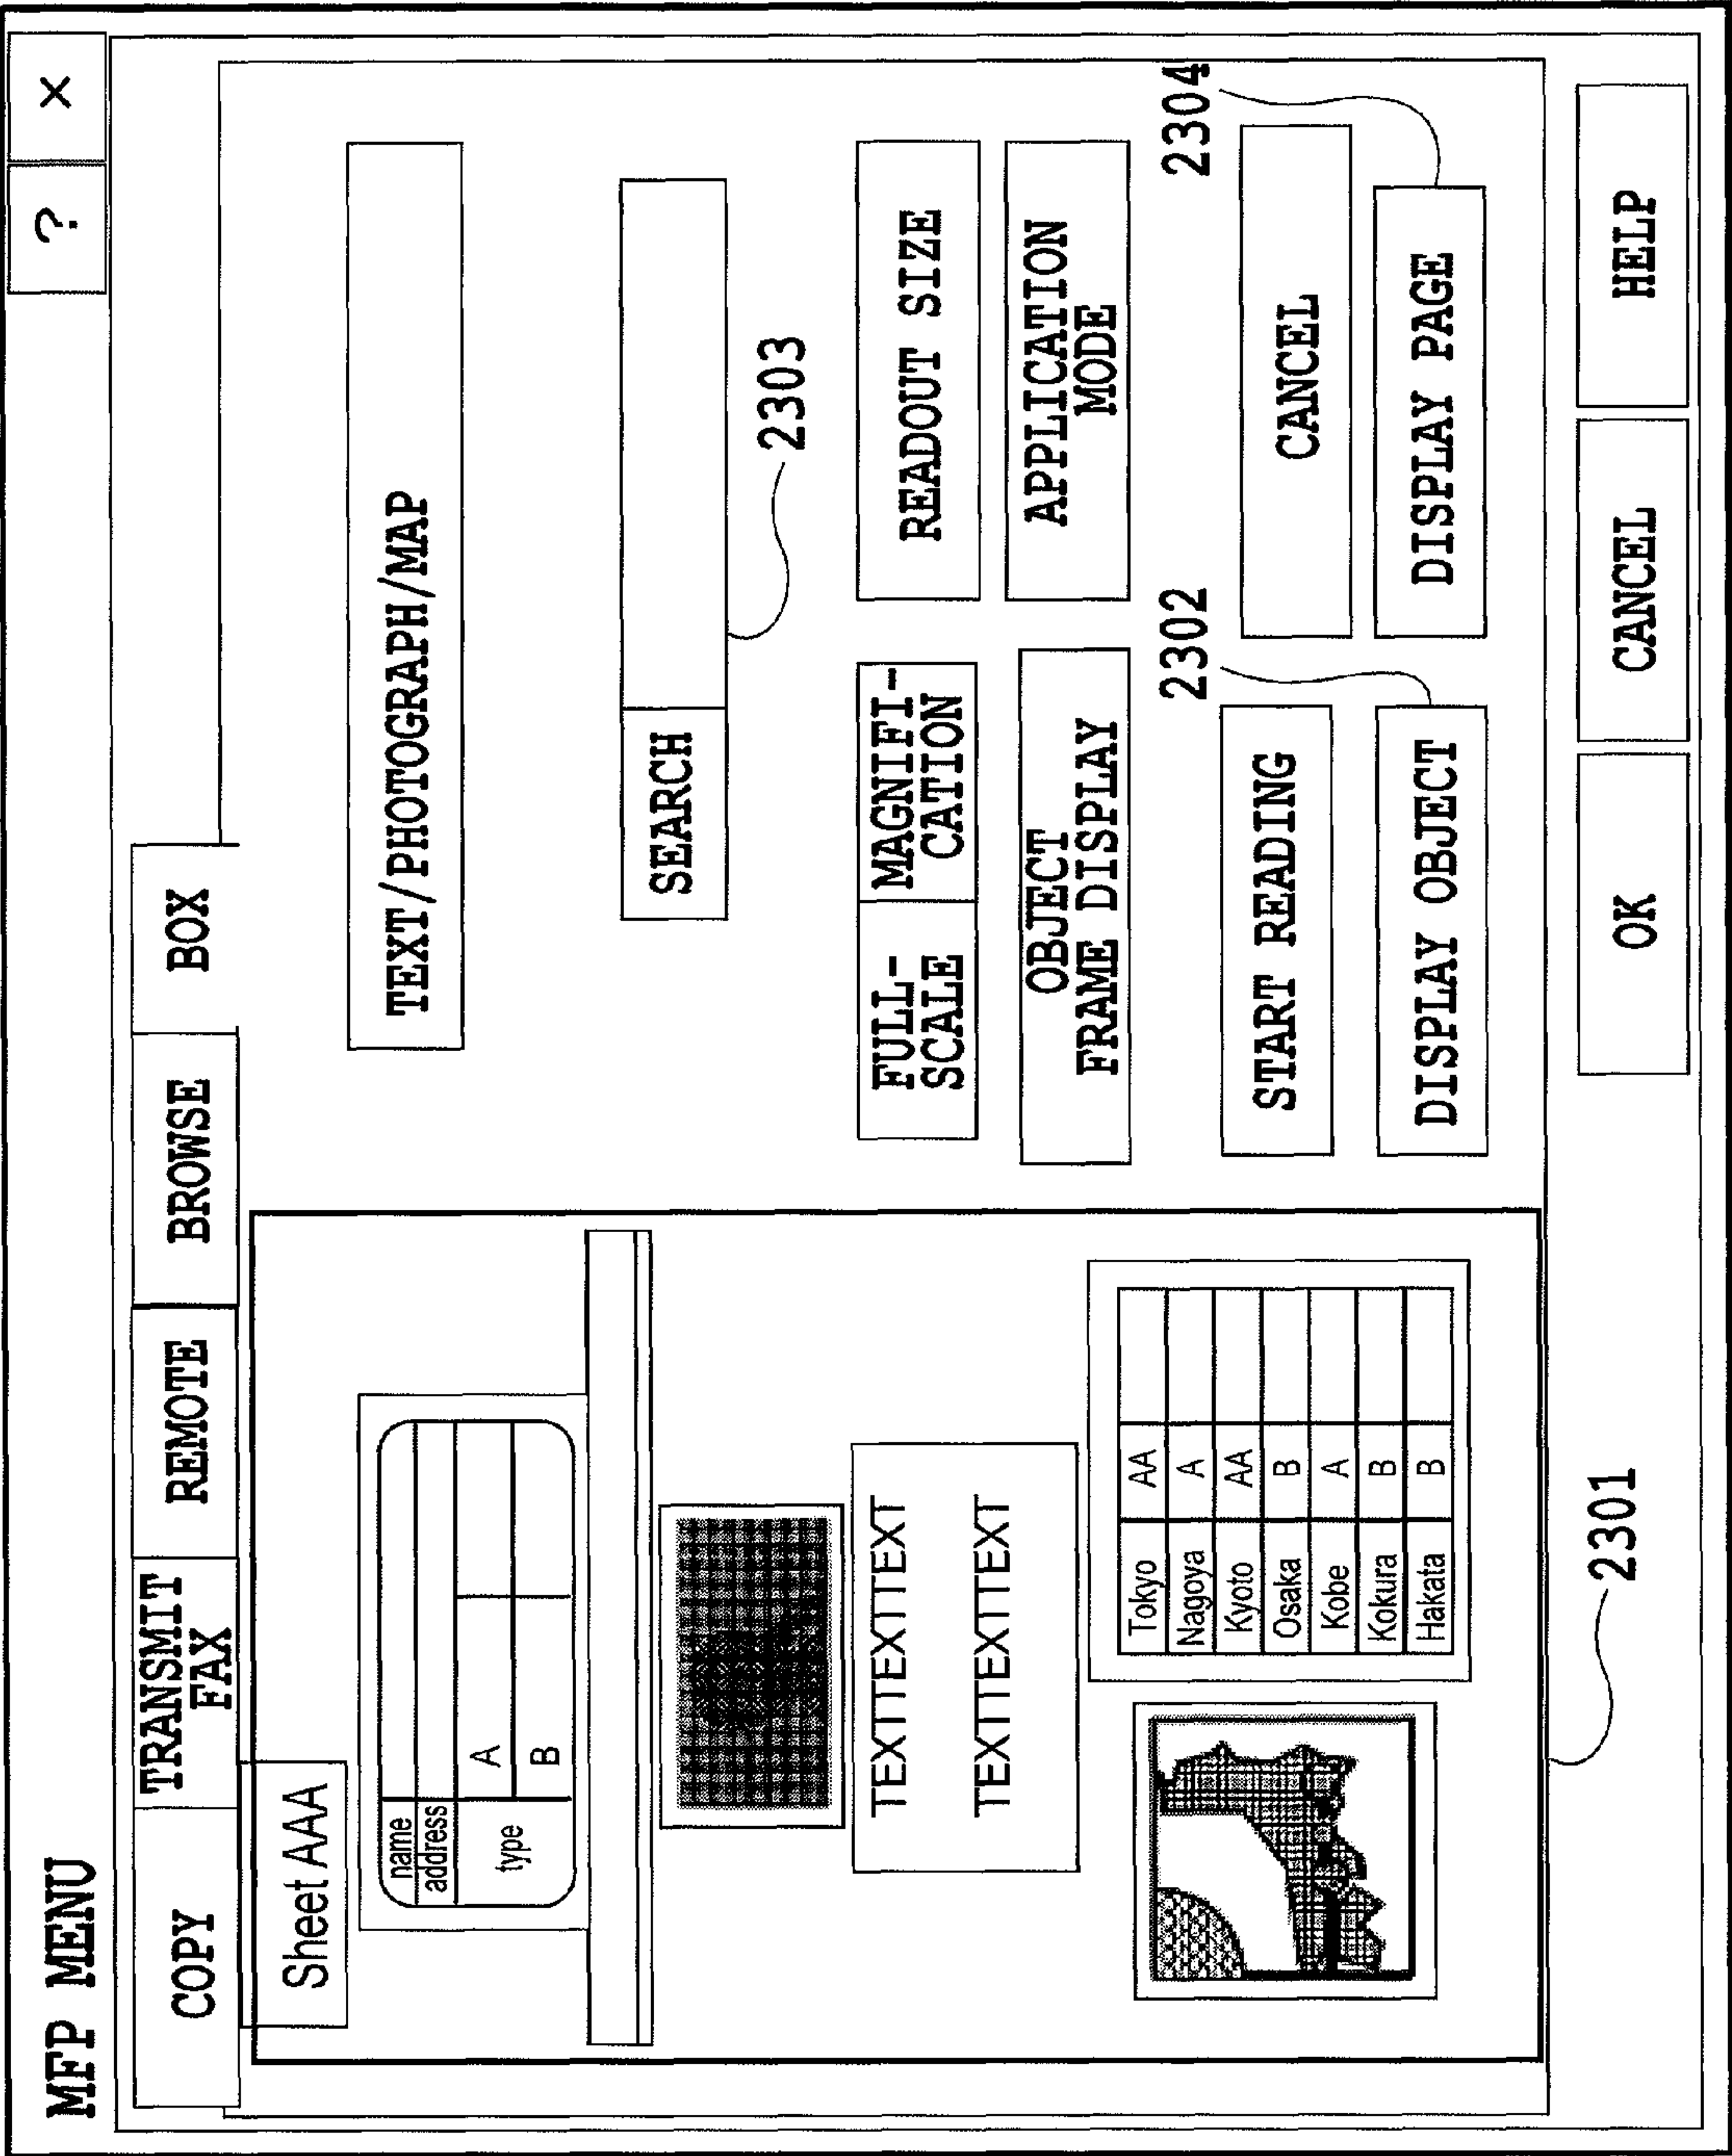 MFP MENU
? X
COPY
TRANSMIT
FAX
REMOTE
BROWSE
BOX
Sheet AAA
name
address
type
A
B
TEXTTEXTTEXT
TEXTTEXTTEXT
Tokyo AA
Nagoya A
Kyoto AA
Osaka B
Kobe A
Kokura B
Hakata B
2301
TEXT/PHOTOGRAPH/MAP
SEARCH
2303
FULL-
SCALE
MAGNIFI-
CATION
READOUT SIZE
OBJECT
FRAME DISPLAY
APPLICATION
MODE
2302
2304
START READING
CANCEL
DISPLAY OBJECT
DISPLAY PAGE
OK
CANCEL
HELP